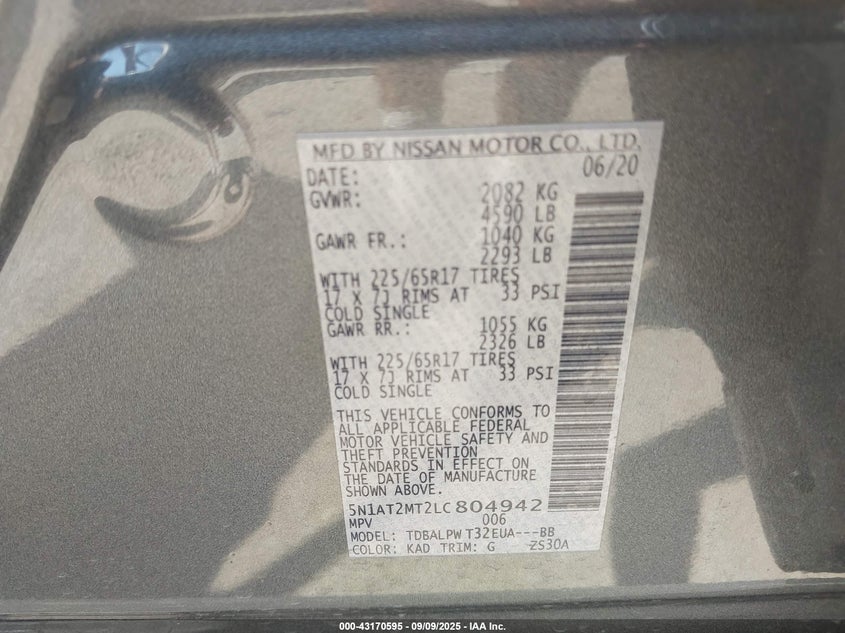 MFD BY NISSAN MOTOR CO., LTD.
DATE: 06/20
GVWR: 2082 KG
4590 LB
GAWR FR.: 1040 KG
2293 LB
WITH 225/65R17 TIRES
17 X 7J RIMS AT 33 PSI
COLD SINGLE
GAWR RR.: 1055 KG
2326 LB
WITH 225/65R17 TIRES
17 X 7J RIMS AT 33 PSI
COLD SINGLE
THIS VEHICLE CONFORMS TO
ALL APPLICABLE FEDERAL
MOTOR VEHICLE SAFETY AND
THEFT PREVENTION
STANDARDS IN EFFECT ON
THE DATE OF MANUFACTURE
SHOWN ABOVE.
5N1AT2MT2LC804942
MPV 006
MODEL: TDBALPW T32EUA---BB
COLOR: KAD TRIM: G ZS30A
000-43170595 - 09/09/2025 - IAA Inc.